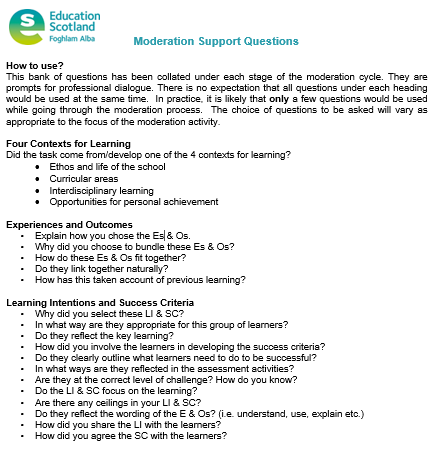 Education
Scotland
Foghlam Alba
Moderation Support Questions
How to use?
This bank of questions has been collated under each stage of the moderation cycle. They are
prompts for professional dialogue. There is no expectation that all questions under each heading
would be used at the same time. In practice, it is likely that only a few questions would be used
while going through the moderation process. The choice of questions to be asked will vary as
appropriate to the focus of the moderation activity.
Four Contexts for Learning
Did the task come from/develop one of the 4 contexts for learning?
• Ethos and life of the school
• Curricular areas
• Interdisciplinary learning
• Opportunities for personal achievement
Experiences and Outcomes
• Explain how you chose the Es & Os.
• Why did you choose to bundle these Es & Os?
• How do these Es & Os fit together?
• Do they link together naturally?
• How has this taken account of previous learning?
Learning Intentions and Success Criteria
• Why did you select these LI & SC?
• In what way are they appropriate for this group of learners?
• Do they reflect the key learning?
• How did you involve the learners in developing the success criteria?
• Do they clearly outline what learners need to do to be successful?
• In what ways are they reflected in the assessment activities?
• Are they at the correct level of challenge? How do you know?
• Do the LI & SC focus on the learning?
• Are there any ceilings in your LI & SC?
• Do they reflect the wording of the E & Os? (i.e. understand, use, explain etc.)
• How did you share the LI with the learners?
• How did you agree the SC with the learners?